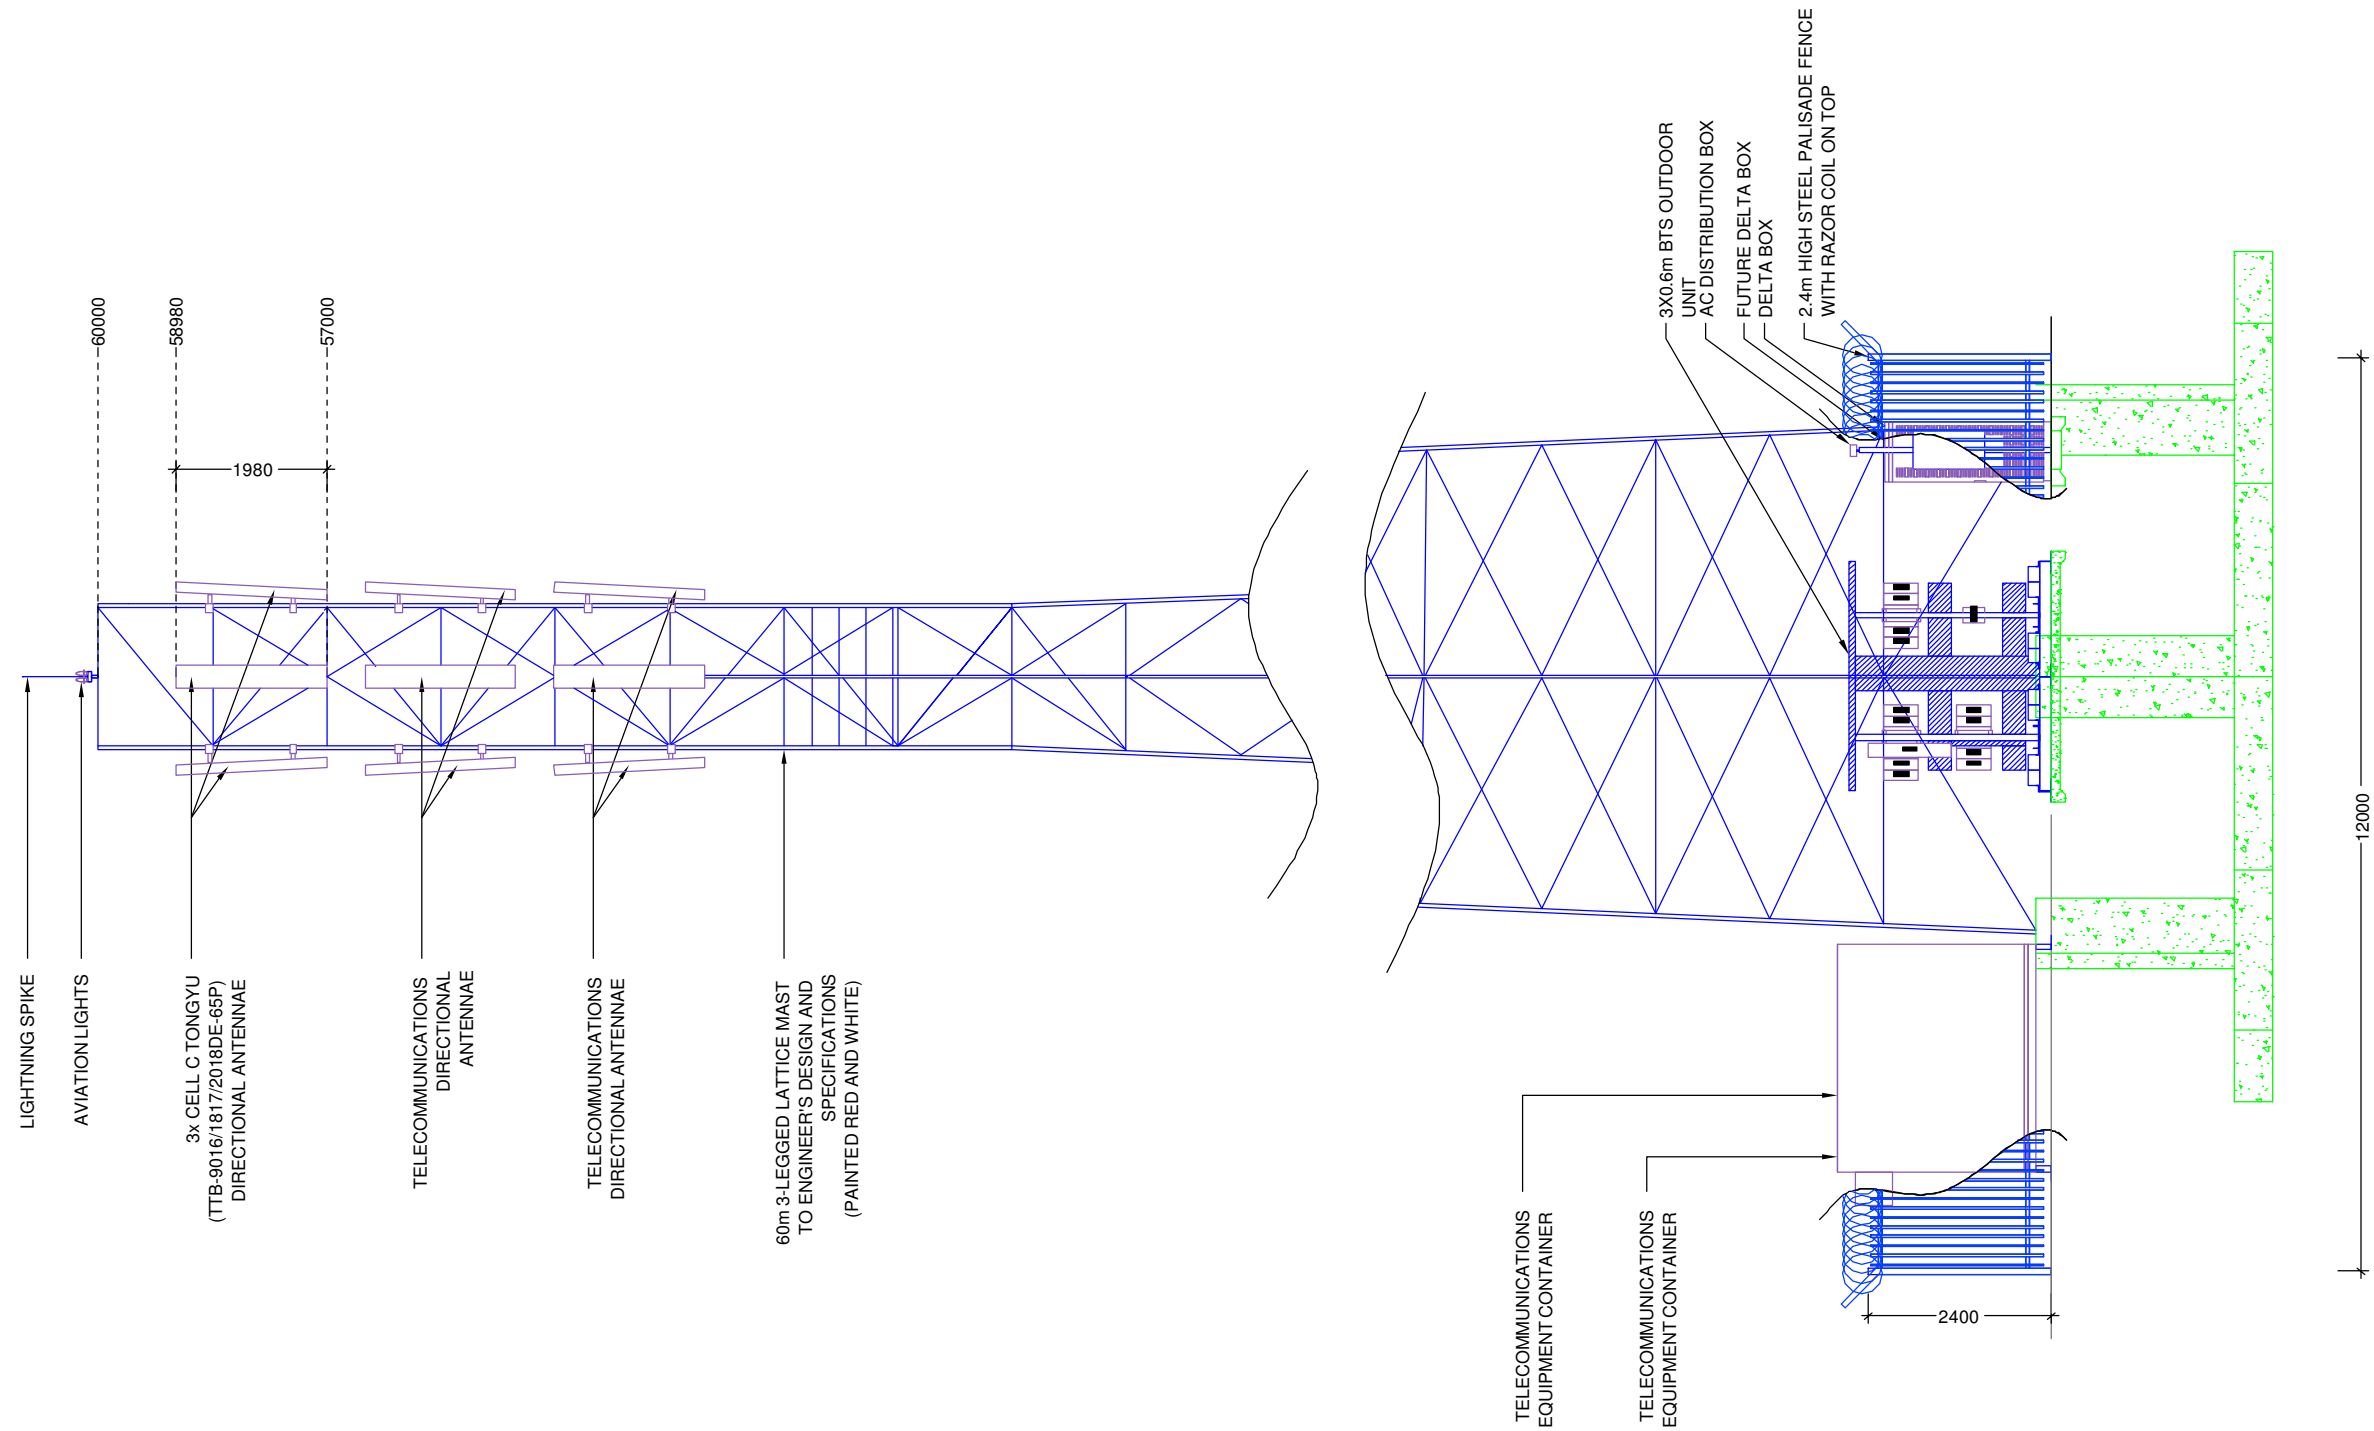 LIGHTNING SPIKE
AVIATION LIGHTS
3x CELL C TONGYU
(TTB-9016/1817/2018DE-65P)
DIRECTIONAL ANTENNAE
TELECOMMUNICATIONS
DIRECTIONAL
ANTENNAE
TELECOMMUNICATIONS
DIRECTIONAL ANTENNAE
60m 3-LEGGED LATTICE MAST
TO ENGINEER'S DESIGN AND
SPECIFICATIONS
(PAINTED RED AND WHITE)
TELECOMMUNICATIONS
EQUIPMENT CONTAINER
TELECOMMUNICATIONS
EQUIPMENT CONTAINER
60000
58980
57000
1980
3X0.6m BTS OUTDOOR
UNIT
AC DISTRIBUTION BOX
FUTURE DELTA BOX
DELTA BOX
2.4m HIGH STEEL PALISADE FENCE
WITH RAZOR COIL ON TOP
2400
12000